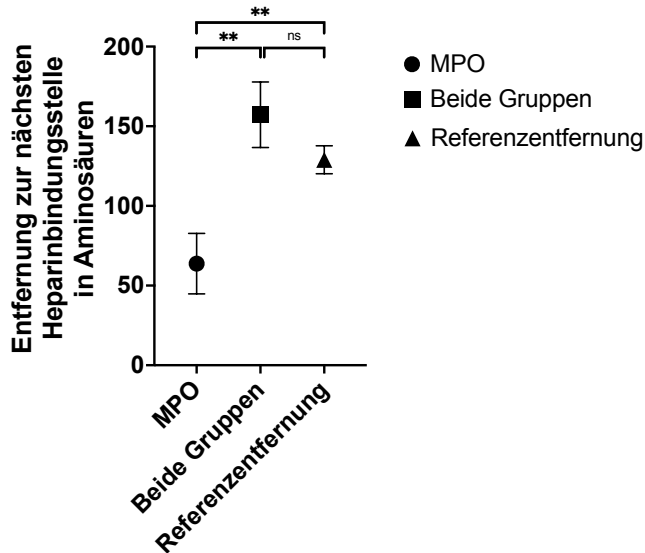 **
** ns
200
150
100
50
0
Entfernung zur nächsten
Heparinbindungsstelle
in Aminosäuren
MPO
Beide Gruppen
Referenzentfernung
MPO
Beide Gruppen
Referenzentfernung